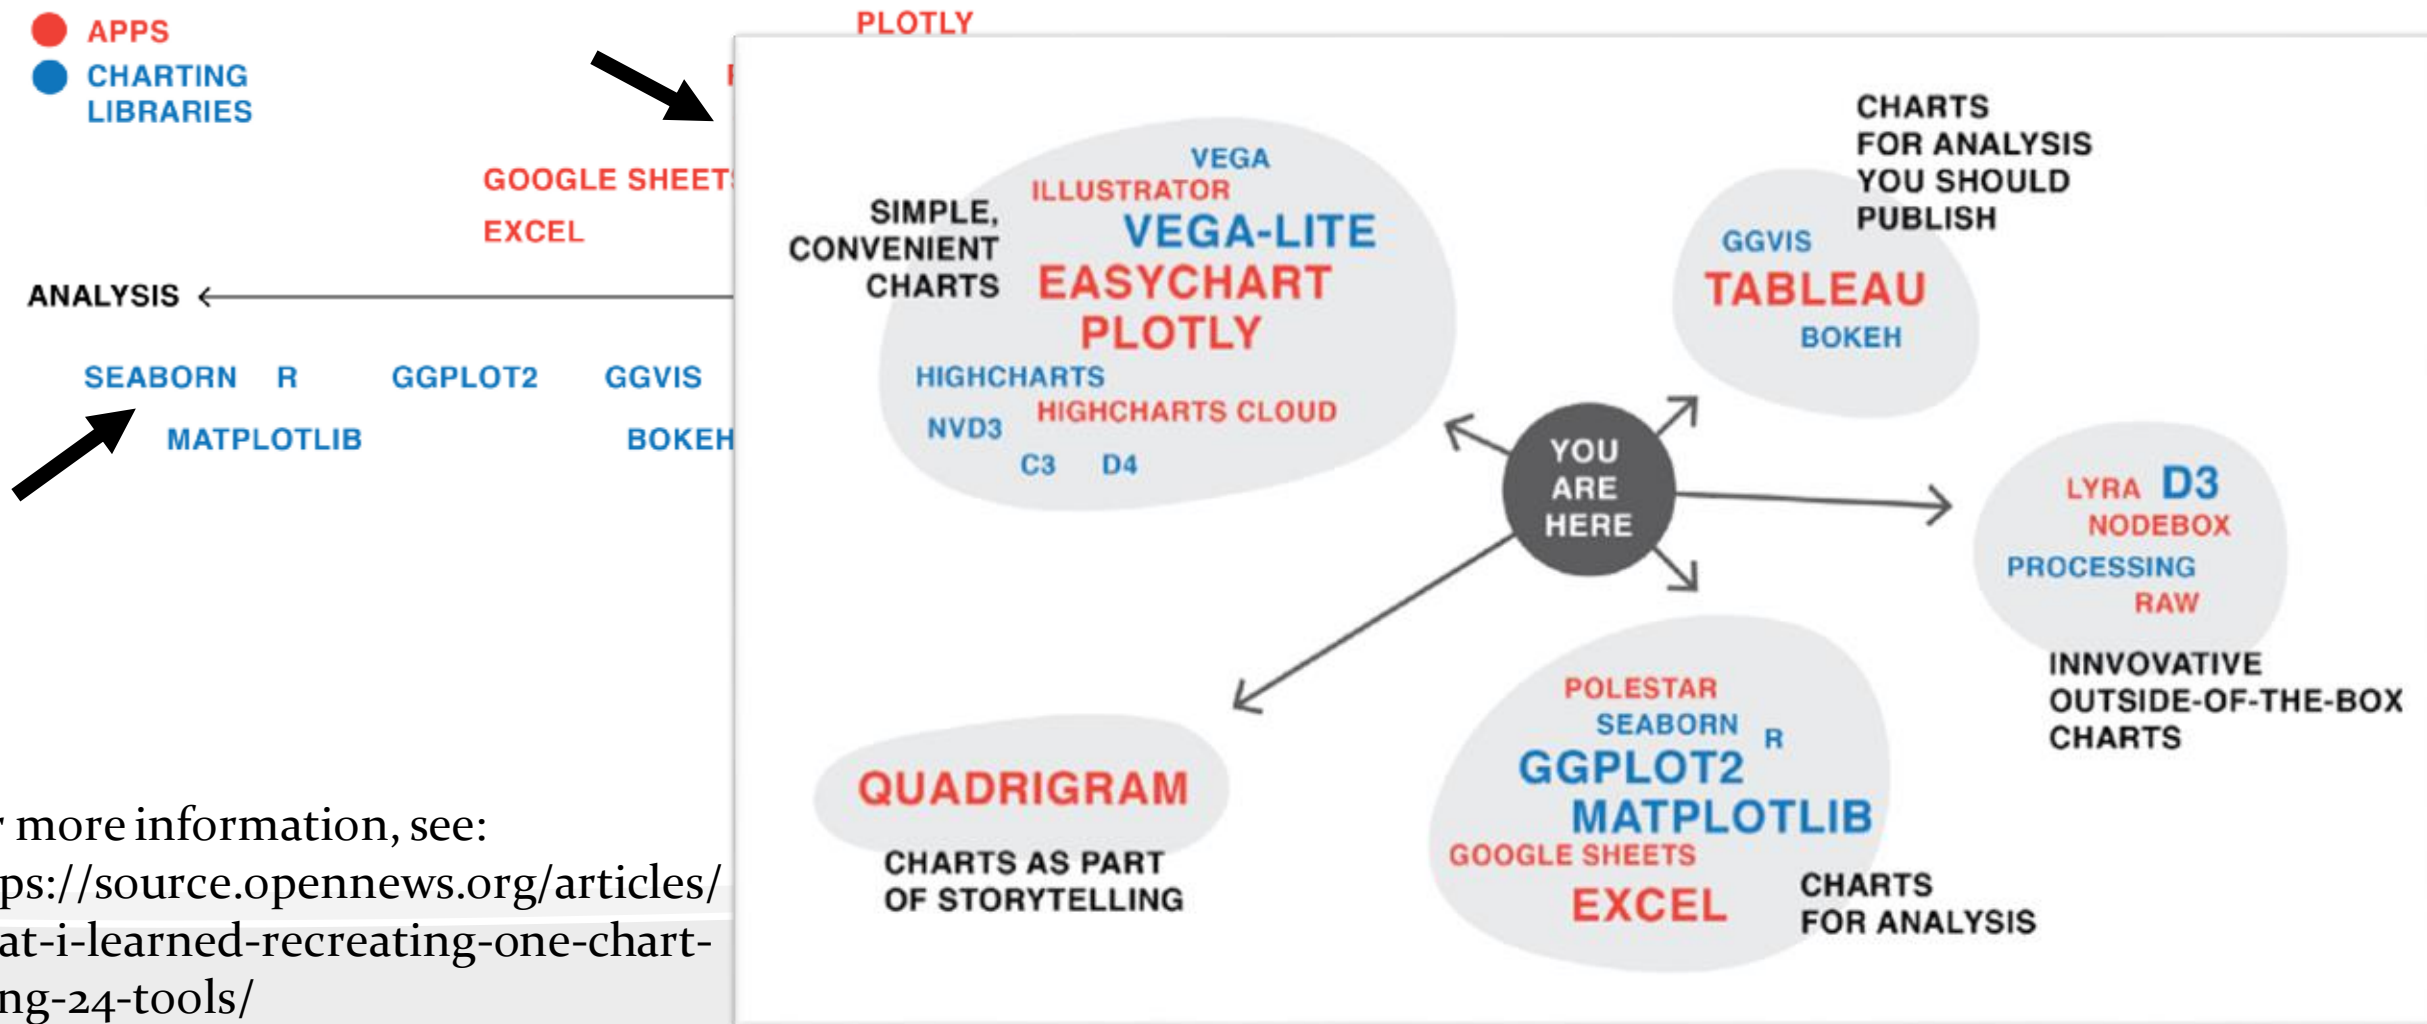 APPS
CHARTING
LIBRARIES
PLOTLY
GOOGLE SHEETS
EXCEL
ANALYSIS
SEABORN R GGPLOT2 GGVIS
MATPLOTLIB BOKEH
more information, see:
ps://source.opennews.org/articles/
at-i-learned-recreating-one-chart-
ng-24-tools/
SIMPLE,
CONVENIENT
CHARTS
VEGA
ILLUSTRATOR
VEGA-LITE
EASYCHART
PLOTLY
HIGHCHARTS
HIGHCHARTS CLOUD
NVD3
C3 D4
CHARTS
FOR ANALYSIS
YOU SHOULD
PUBLISH
GGVIS
TABLEAU
BOKEH
YOU
ARE
HERE
LYRA D3
NODEBOX
PROCESSING
RAW
INNVOVATIVE
OUTSIDE-OF-THE-BOX
CHARTS
QUADRIGRAM
CHARTS AS PART
OF STORYTELLING
POLESTAR
SEABORN R
GGPLOT2
MATPLOTLIB
GOOGLE SHEETS
EXCEL
CHARTS
FOR ANALYSIS